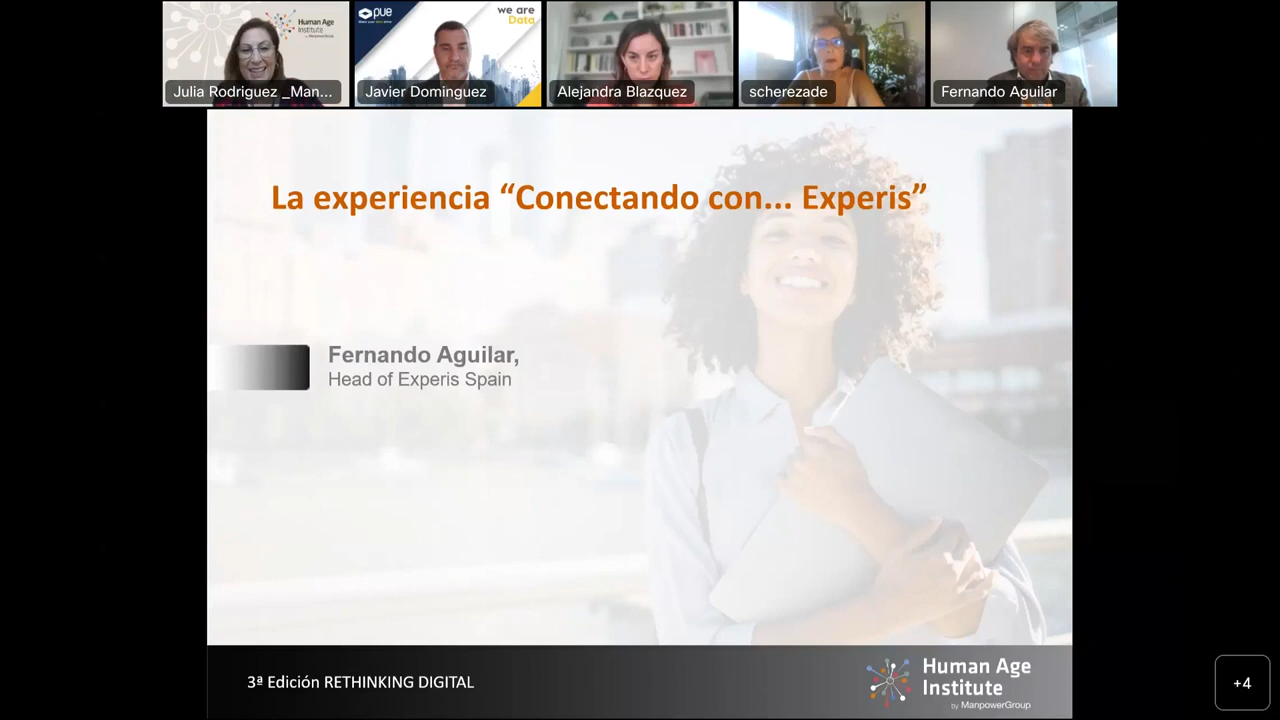 Human Age
Institute
by ManpowerGroup
pue
we are
Data
Julia Rodriguez _Man...
Javier Dominguez
Alejandra Blazquez
scherezade
Fernando Aguilar
La experiencia “Conectando con... Experis”
Fernando Aguilar,
Head of Experis Spain
3ª Edición RETHINKING DIGITAL
Human Age
Institute
by ManpowerGroup
+4